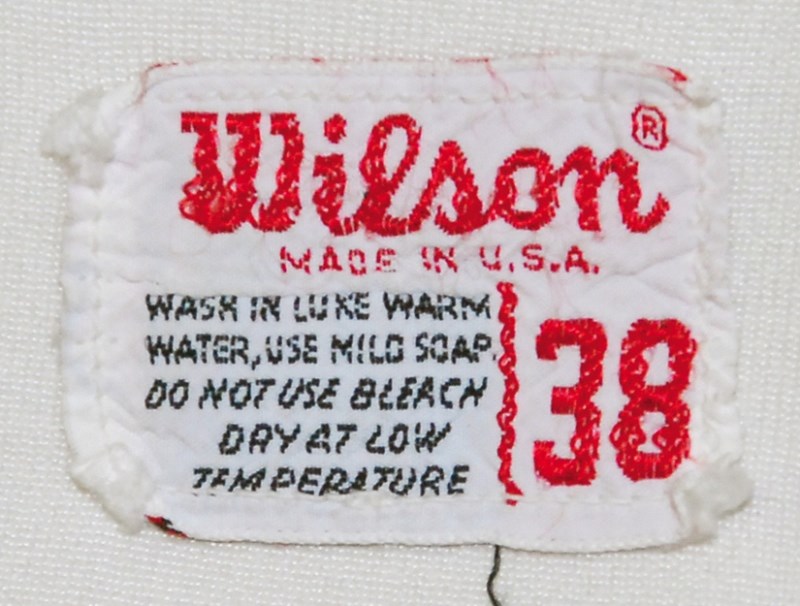 Wilson®
MADE IN U.S.A.
WASH IN LUKE WARM
WATER, USE MILD SOAP.
DO NOT USE BLEACH
DRY AT LOW
TEMPERATURE
38